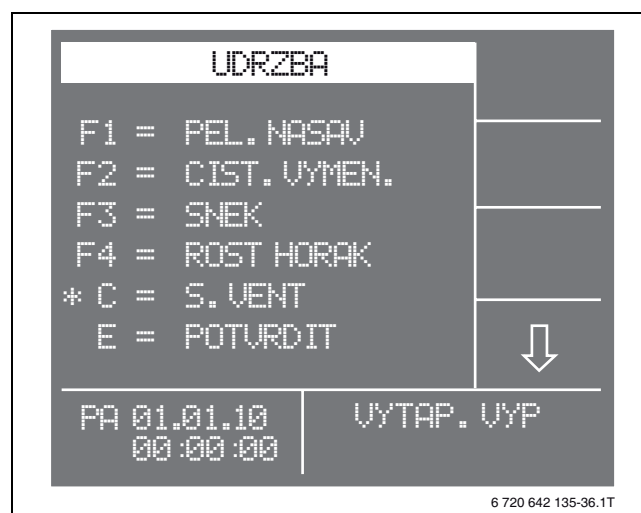 UDRZBA
F1 = PEL. NASAV
F2 = CIST. VYMEN.
F3 = SNEK
F4 = ROST HORAK
* C = S. VENT
E = POTVRDIT
PA 01.01.10
00:00:00
VYTAP. VYP
6 720 642 135-36.1T